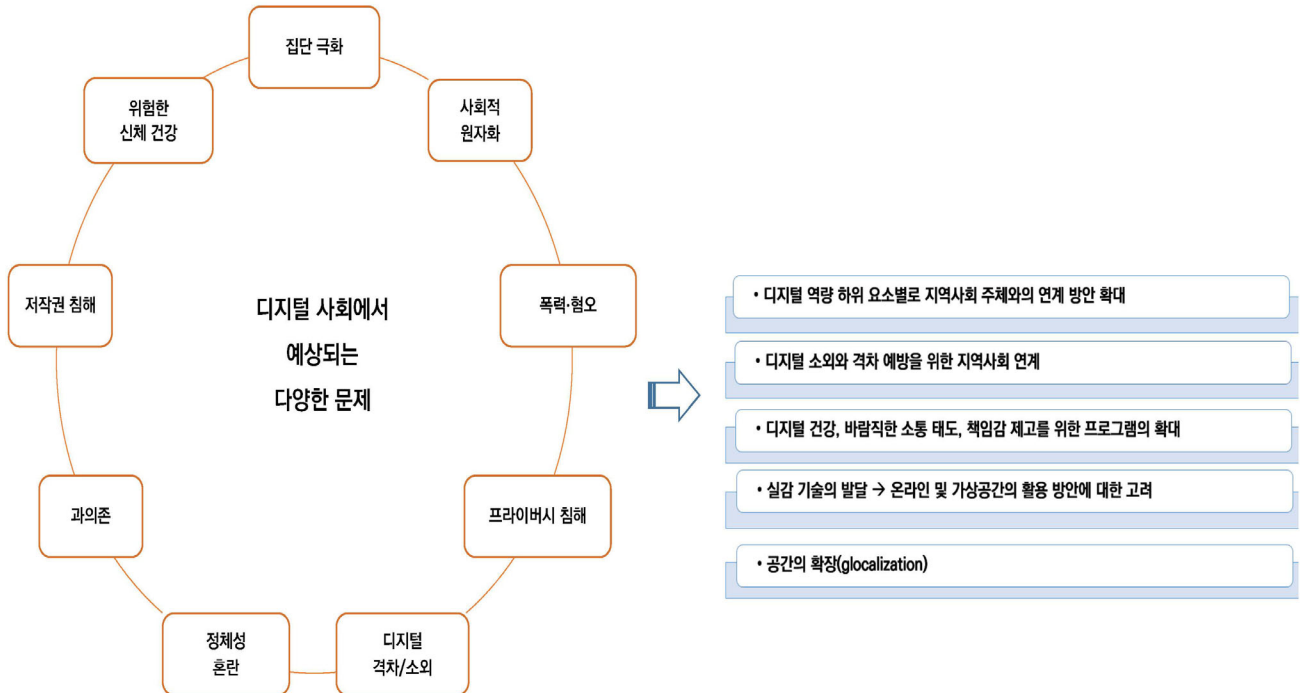 집단 극화
사회적
원자화
폭력·혐오
프라이버시 침해
디지털
격차/소외
정체성
혼란
과의존
저작권 침해
위험한
신체 건강
디지털 사회에서
예상되는
다양한 문제
• 디지털 역량 하위 요소별로 지역사회 주체와의 연계 방안 확대
• 디지털 소외와 격차 예방을 위한 지역사회 연계
• 디지털 건강, 바람직한 소통 태도, 책임감 제고를 위한 프로그램의 확대
• 실감 기술의 발달 → 온라인 및 가상공간의 활용 방안에 대한 고려
• 공간의 확장(glocalization)